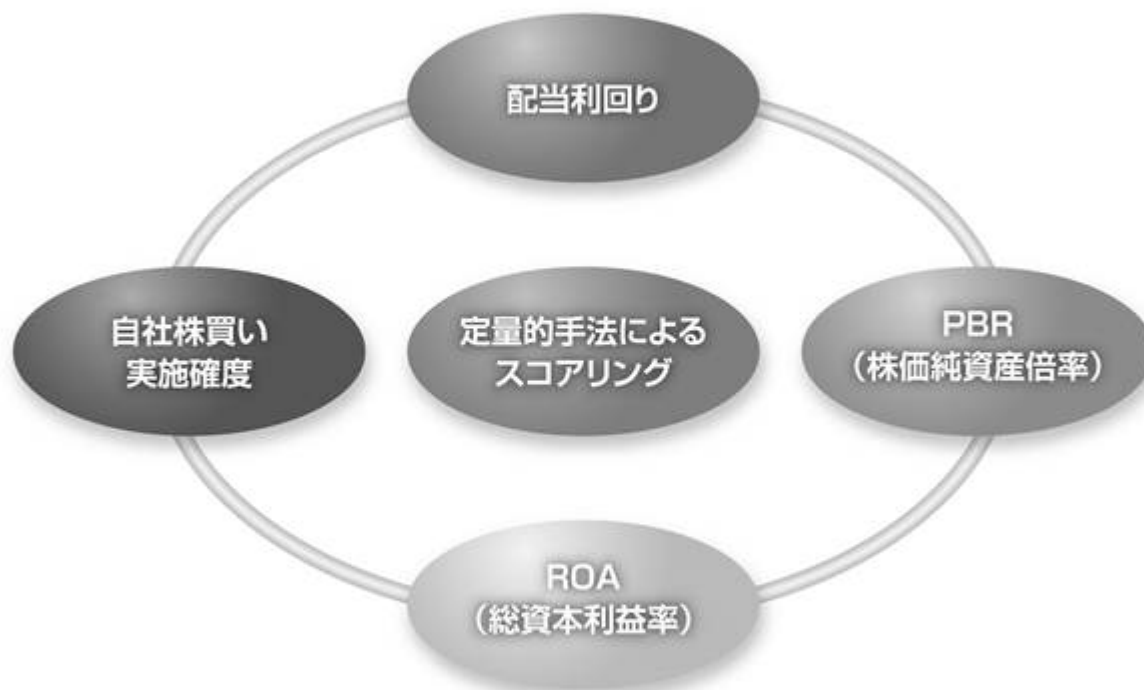 配当利回り
自社株買い
実施確度
定量的手法による
スコアリング
PBR
(株価純資産倍率)
ROA
(総資本利益率)